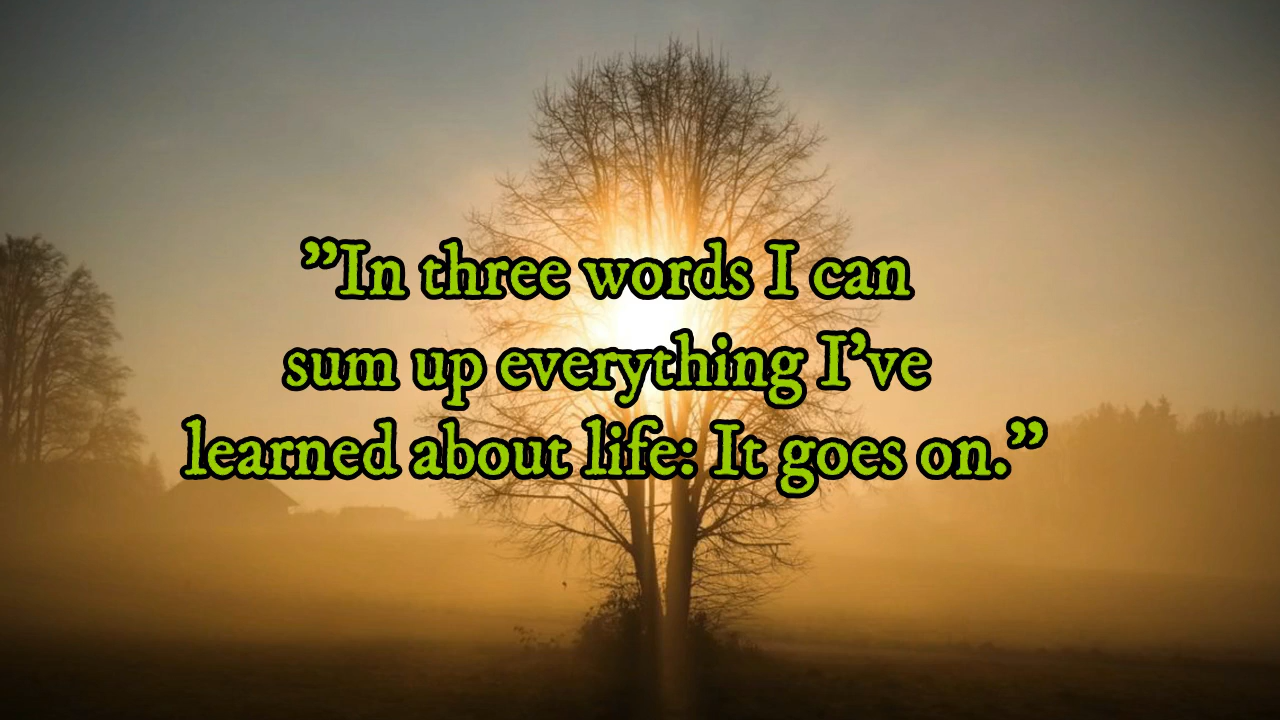 ”In three words I can
sum up everything I’ve
learned about life: It goes on.”